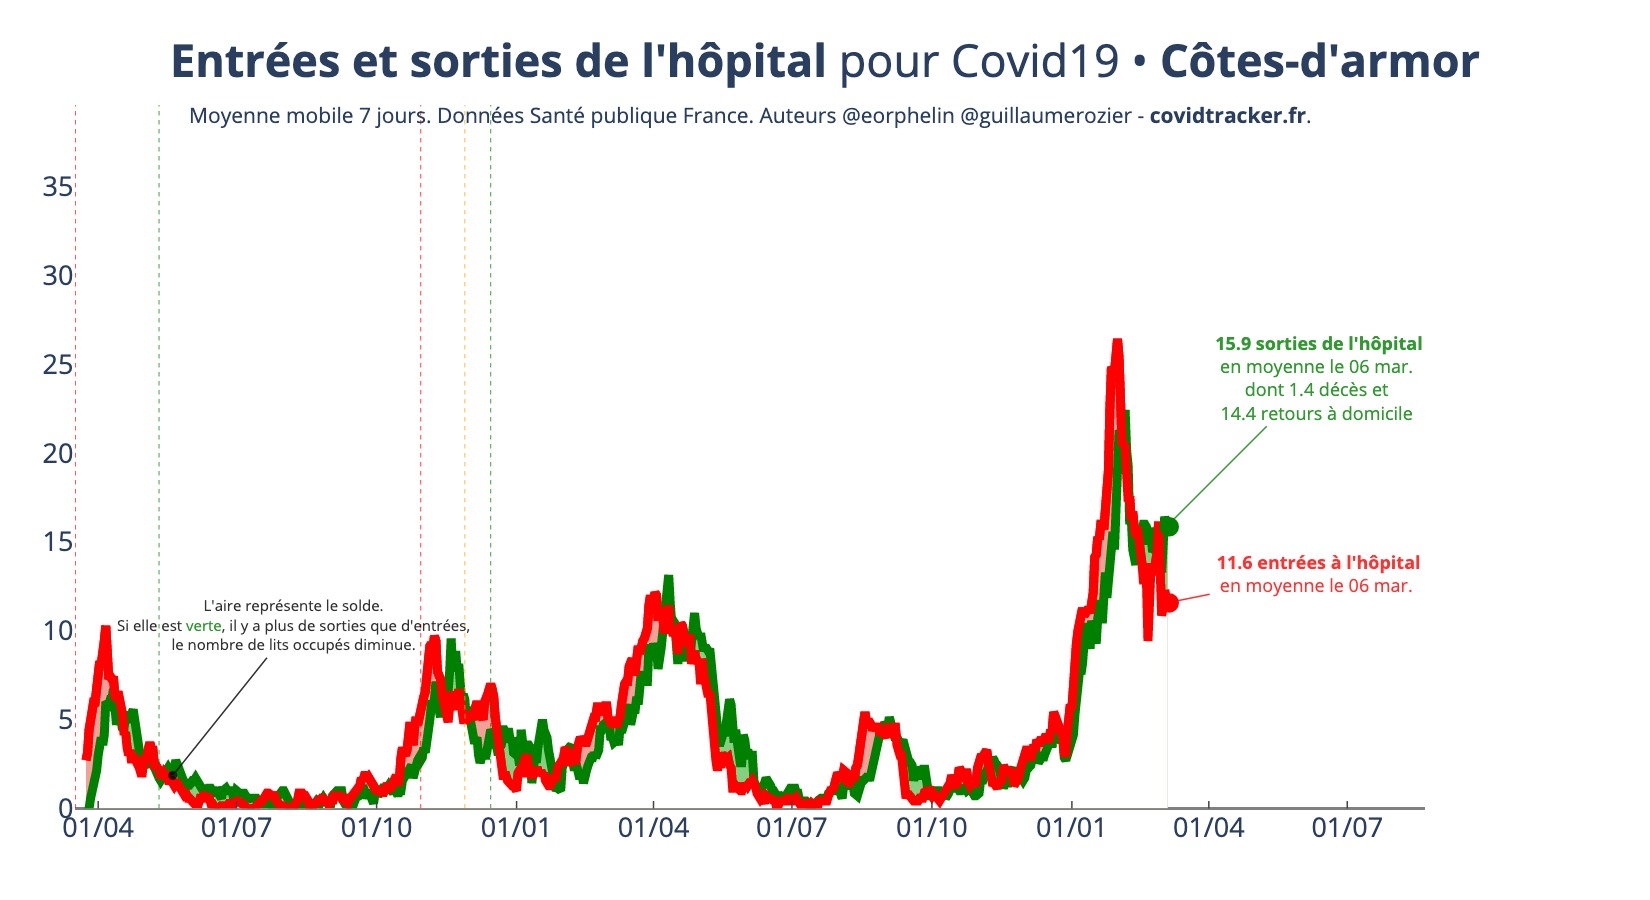 Entrées et sorties de l'hôpital pour Covid19 • Côtes-d'armor
Moyenne mobile 7 jours. Données Santé publique France. Auteurs @eorphelin @guillaumerozier - covidtracker.fr.
35
30
25
20
15
10
5
0
15.9 sorties de l'hôpital
en moyenne le 06 mar.
dont 1.4 décès et
14.4 retours à domicile
11.6 entrées à l'hôpital
en moyenne le 06 mar.
L'aire représente le solde.
Si elle est verte, il y a plus de sorties que d'entrées,
le nombre de lits occupés diminue.
01/04 01/07 01/10 01/01 01/04 01/07 01/10 01/01 01/04 01/07